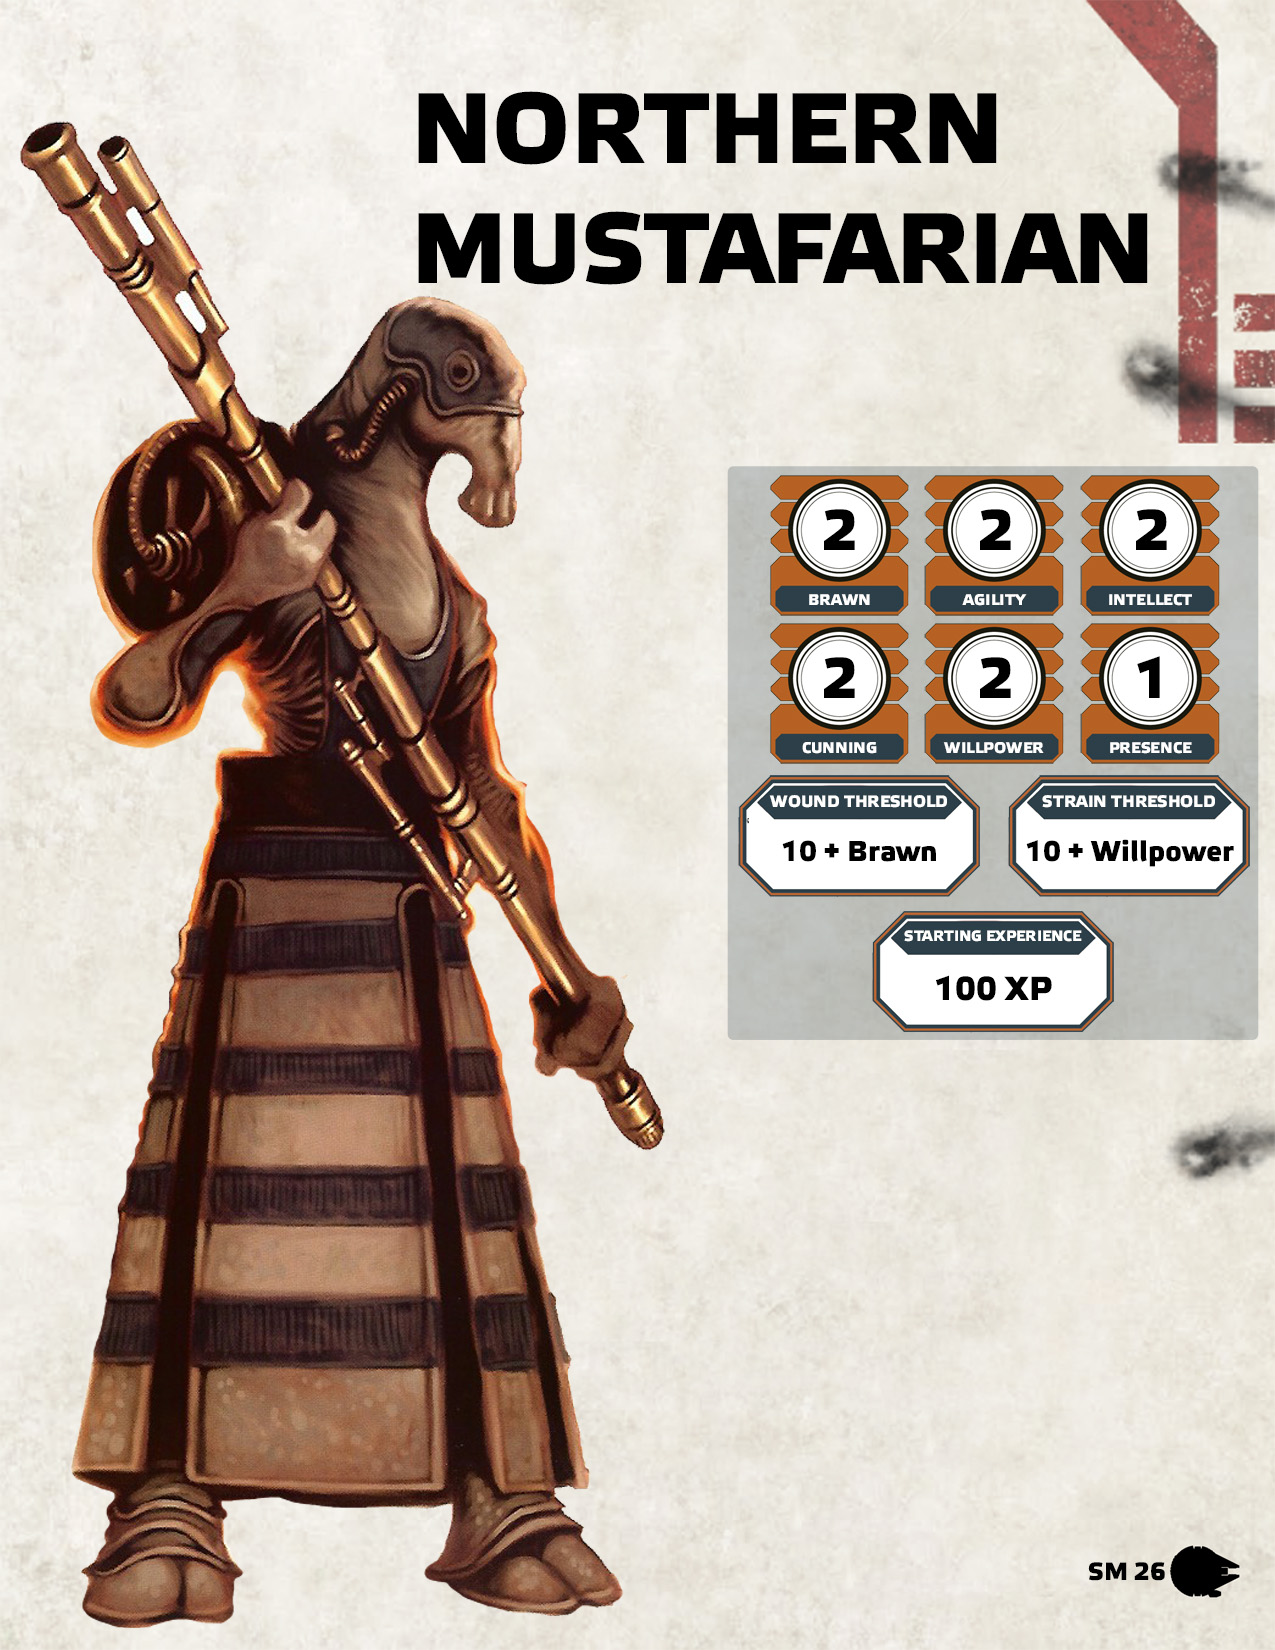 NORTHERN
MUSTAFARIAN
2 2 2
BRAWN AGILITY INTELLECT
2 2 1
CUNNING WILLPOWER PRESENCE
WOUND THRESHOLD STRAIN THRESHOLD
10 + Brawn 10 + Willpower
STARTING EXPERIENCE
100 XP
SM 26